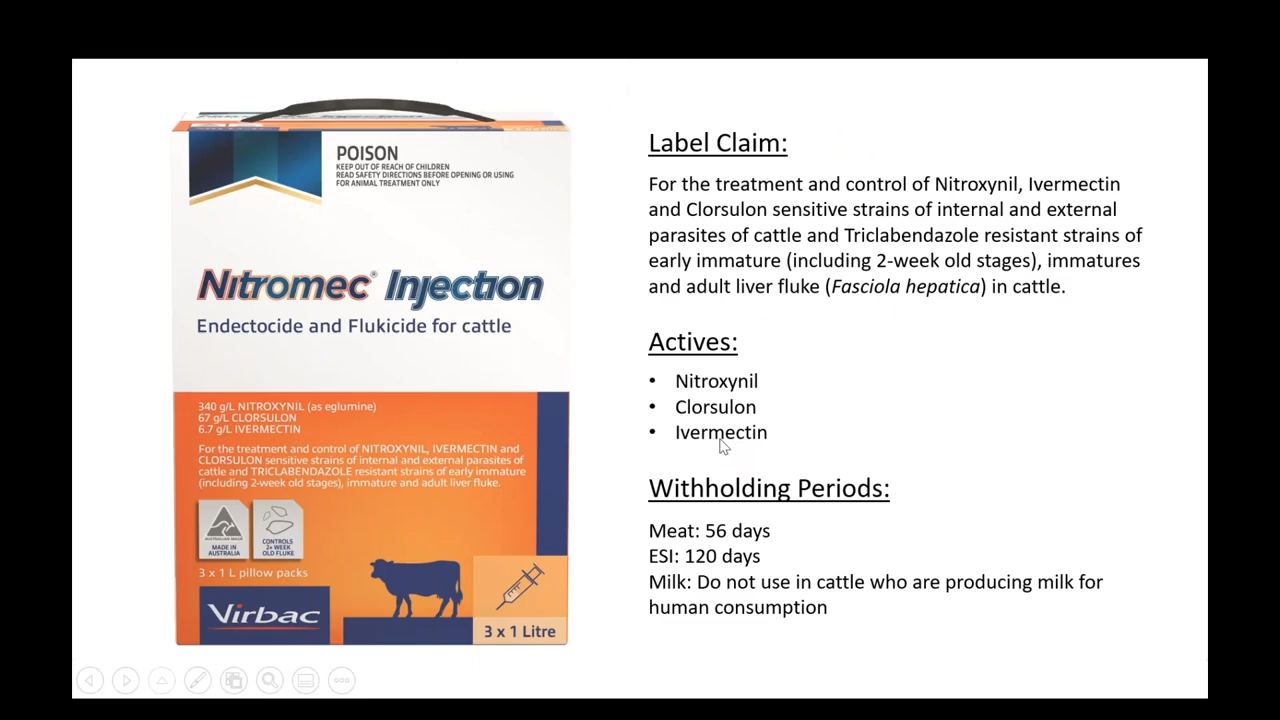 POISON
KEEP OUT OF REACH OF CHILDREN
READ SAFETY DIRECTIONS BEFORE OPENING OR USING
FOR ANIMAL TREATMENT ONLY
Nitromec® Injection
Endectocide and Flukicide for cattle
340 g/L NITROXYNIL (as eglumine)
67 g/L CLORSULON
6.7 g/L IVERMECTIN
For the treatment and control of NITROXYNIL, IVERMECTIN and
CLORSULON sensitive strains of internal and external parasites of
cattle and TRICLABENDAZOLE resistant strains of early immature
(including 2-week old stages), immature and adult liver fluke.
AUSTRALIAN MADE
MADE IN
AUSTRALIA
CONTROLS
2+ WEEK
OLD FLUKE
3 x 1 L pillow packs
Virbac
3 x 1 Litre
Label Claim:
For the treatment and control of Nitroxynil, Ivermectin
and Clorsulon sensitive strains of internal and external
parasites of cattle and Triclabendazole resistant strains of
early immature (including 2-week old stages), immatures
and adult liver fluke (Fasciola hepatica) in cattle.
Actives:
• Nitroxynil
• Clorsulon
• Ivermectin
Withholding Periods:
Meat: 56 days
ESI: 120 days
Milk: Do not use in cattle who are producing milk for
human consumption